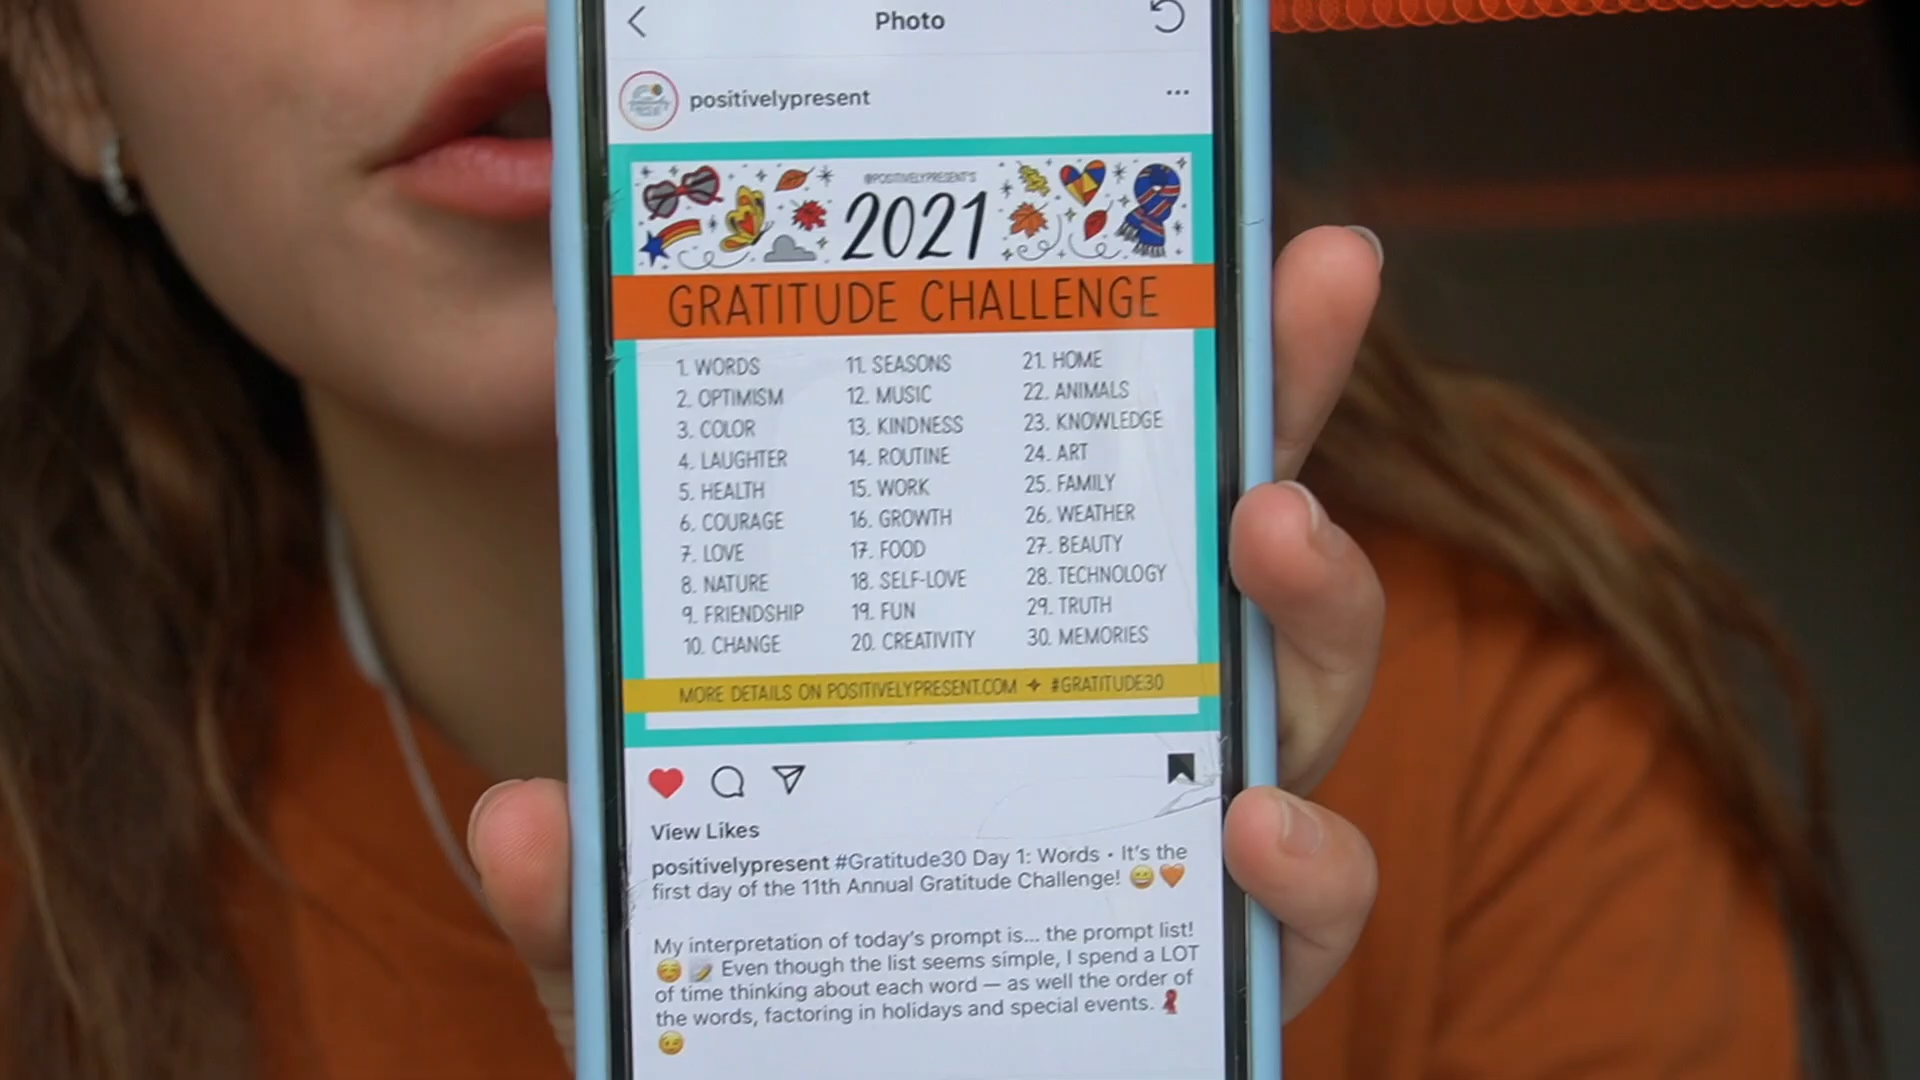 Photo
positivelypresent
@POSITIVELYPRESENT'S
2021
GRATITUDE CHALLENGE
1. WORDS
2. OPTIMISM
3. COLOR
4. LAUGHTER
5. HEALTH
6. COURAGE
7. LOVE
8. NATURE
9. FRIENDSHIP
10. CHANGE
11. SEASONS
12. MUSIC
13. KINDNESS
14. ROUTINE
15. WORK
16. GROWTH
17. FOOD
18. SELF-LOVE
19. FUN
20. CREATIVITY
21. HOME
22. ANIMALS
23. KNOWLEDGE
24. ART
25. FAMILY
26. WEATHER
27. BEAUTY
28. TECHNOLOGY
29. TRUTH
30. MEMORIES
MORE DETAILS ON POSITIVELYPRESENT.COM ✦ #GRATITUDE30
View Likes
positivelypresent #Gratitude30 Day 1: Words • It's the
first day of the 11th Annual Gratitude Challenge! 😄🧡
My interpretation of today's prompt is... the prompt list!
☺️📝 Even though the list seems simple, I spend a LOT
of time thinking about each word — as well the order of
the words, factoring in holidays and special events. 🎗️
😉